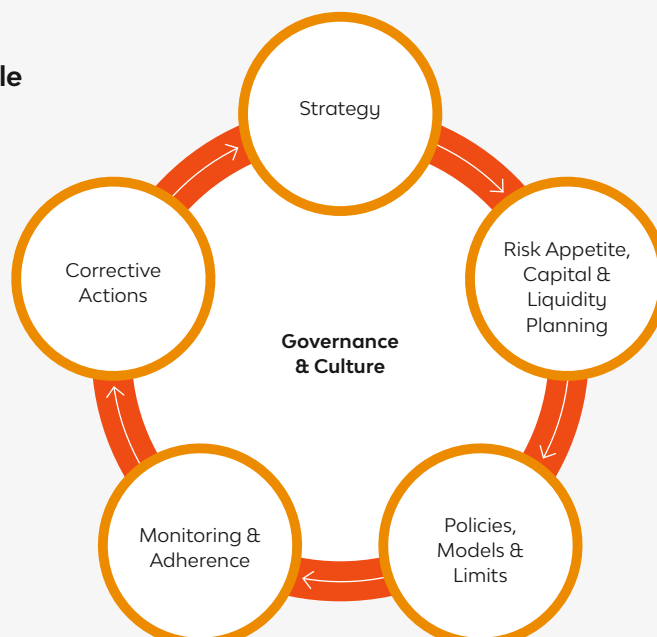 le
Strategy
Risk Appetite,
Capital &
Liquidity
Planning
Corrective
Actions
Governance
& Culture
Policies,
Models &
Limits
Monitoring &
Adherence